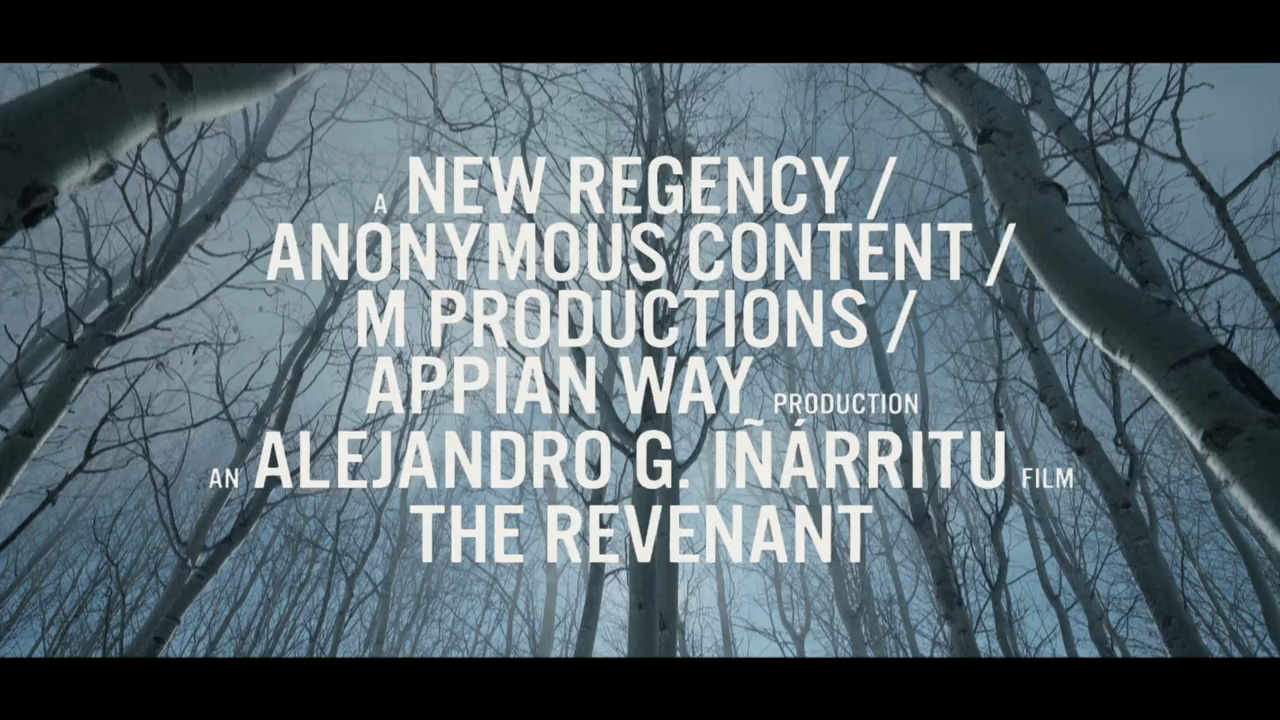 A NEW REGENCY /
ANONYMOUS CONTENT /
M PRODUCTIONS /
APPIAN WAY PRODUCTION
AN ALEJANDRO G. IÑÁRRITU FILM
THE REVENANT